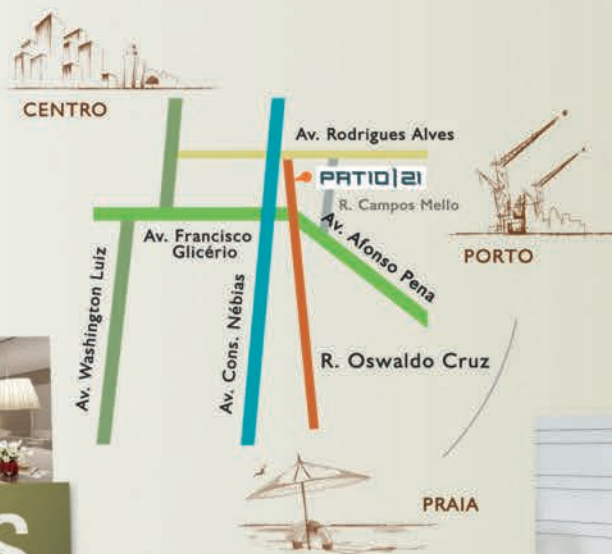 CENTRO
Av. Rodrigues Alves
PATIO|21
R. Campos Mello
Av. Francisco
Glicério
Av. Afonso Pena
PORTO
Av. Washington Luiz
Av. Cons. Nébias
R. Oswaldo Cruz
PRAIA
S